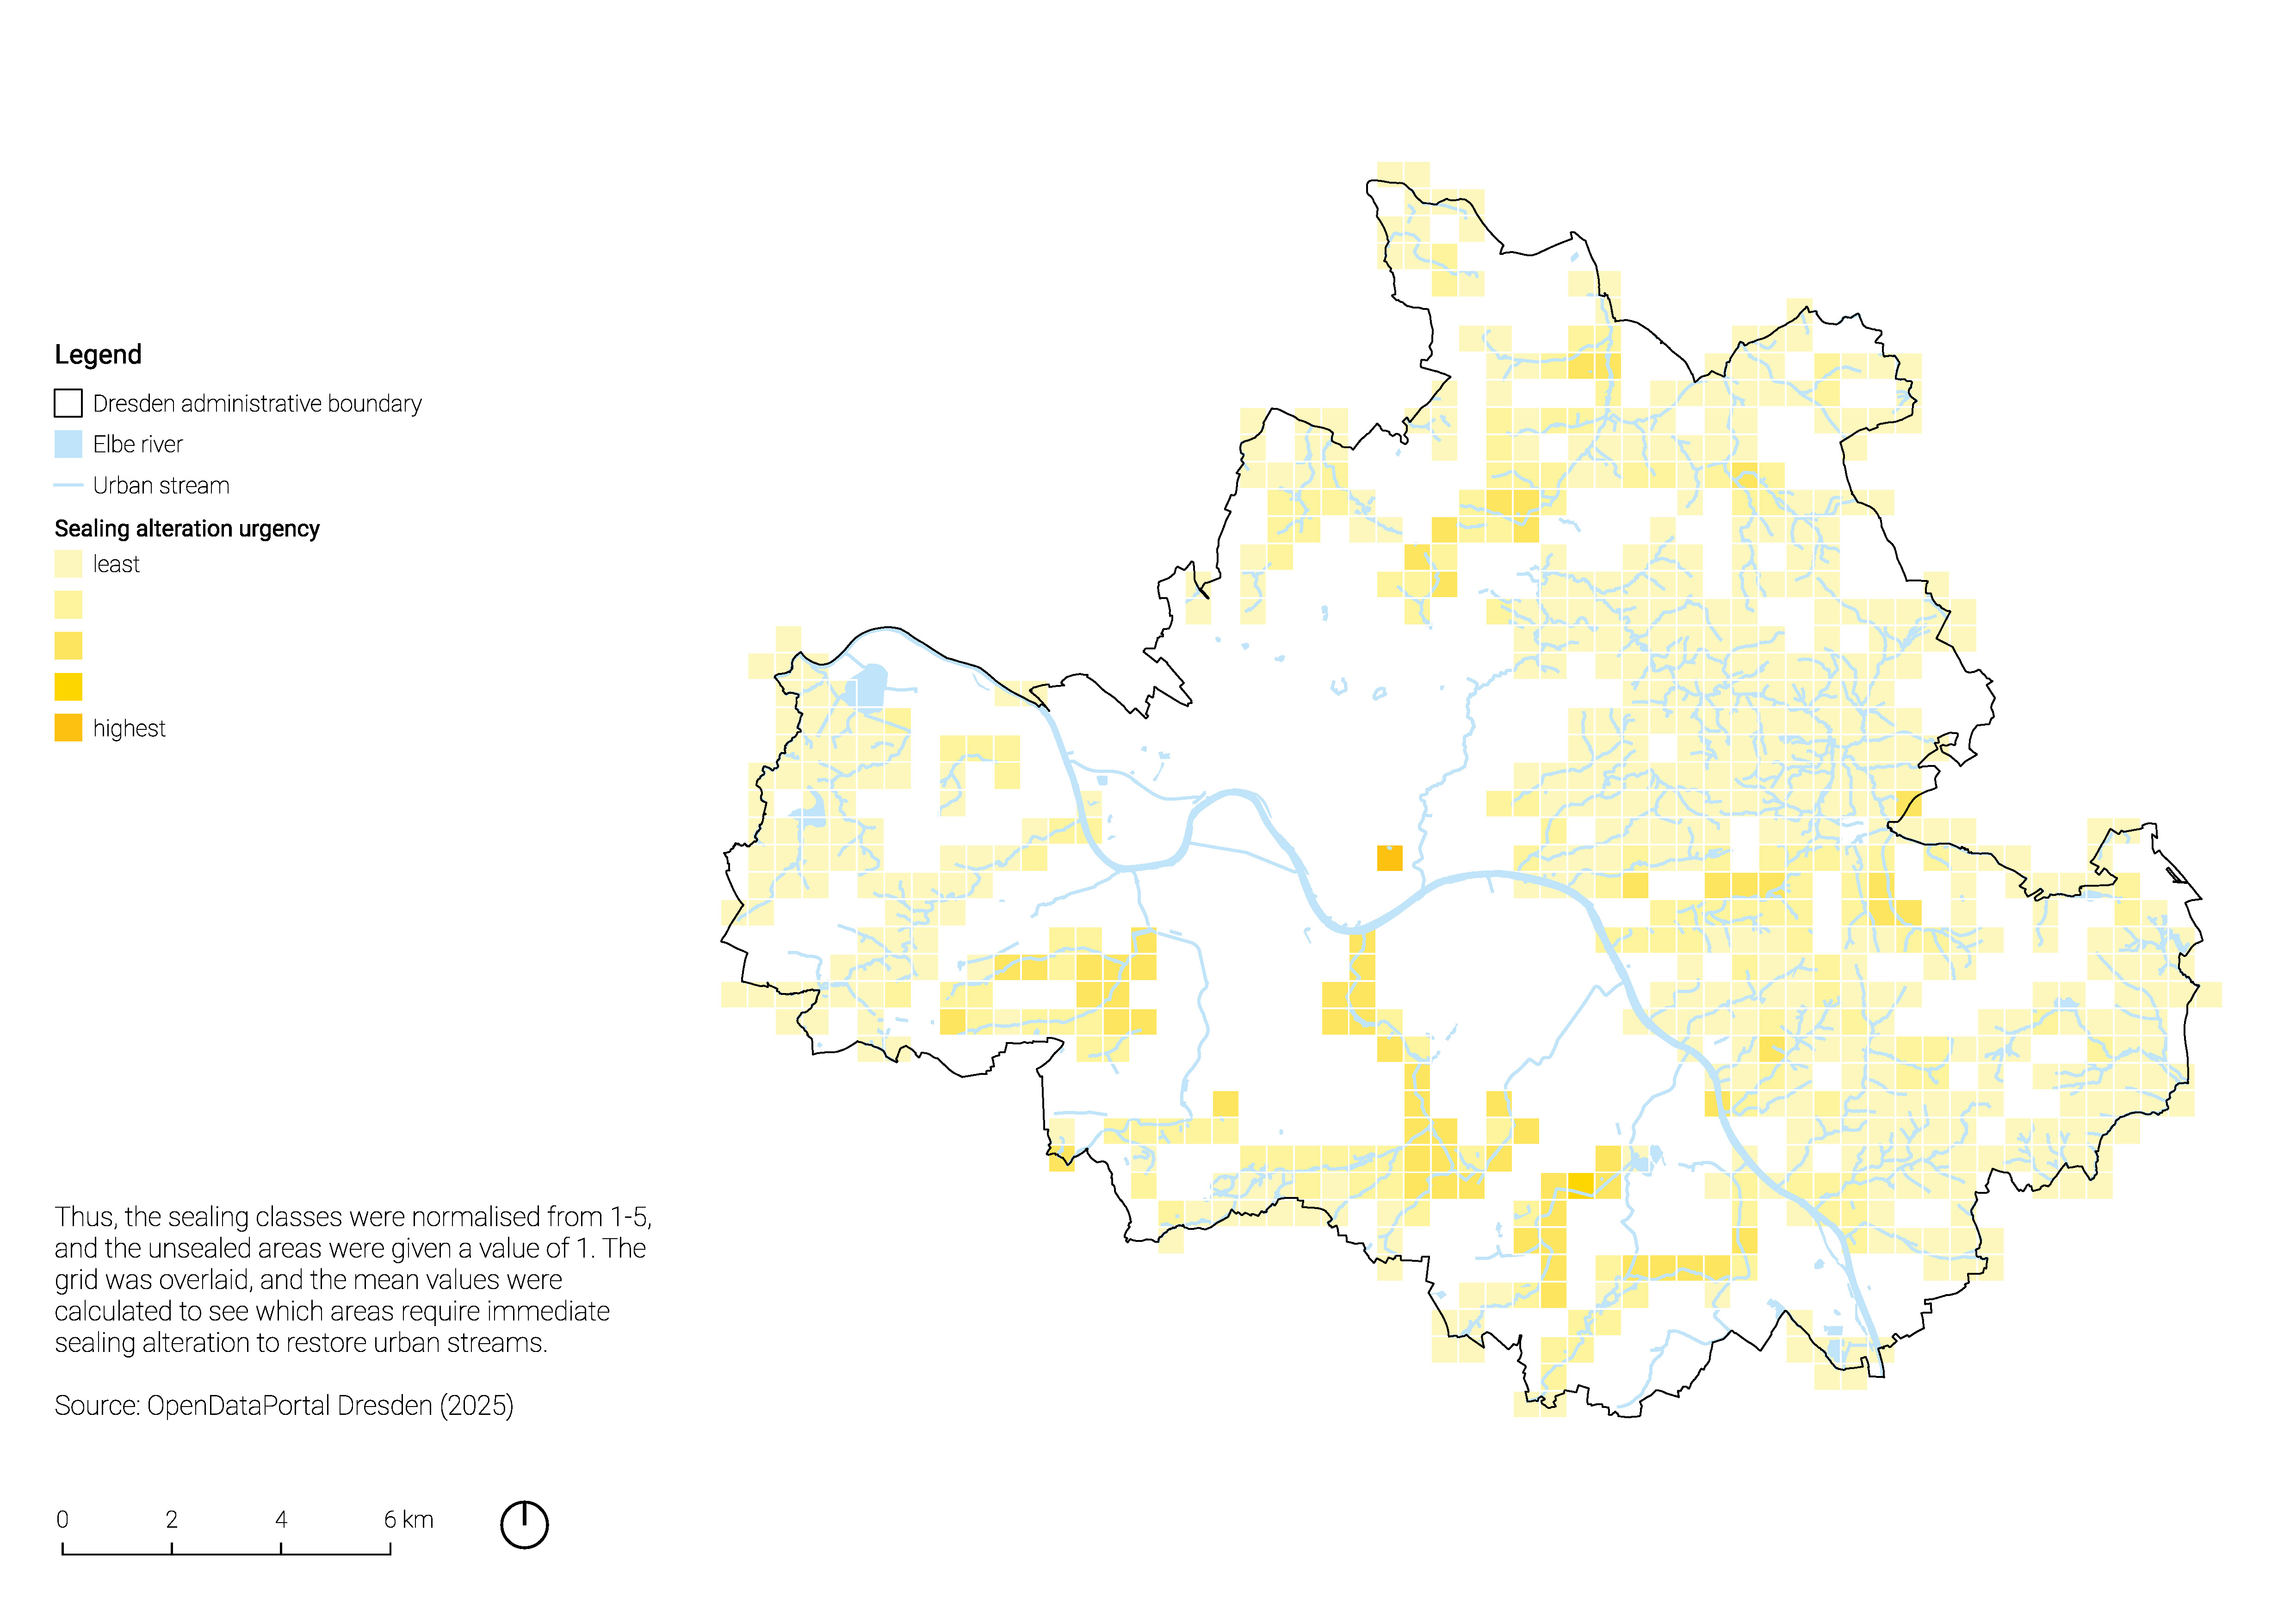 Legend
Dresden administrative boundary
Elbe river
Urban stream
Sealing alteration urgency
least
highest
Thus, the sealing classes were normalised from 1-5,
and the unsealed areas were given a value of 1. The
grid was overlaid, and the mean values were
calculated to see which areas require immediate
sealing alteration to restore urban streams.
Source: OpenDataPortal Dresden (2025)
0 2 4 6 km